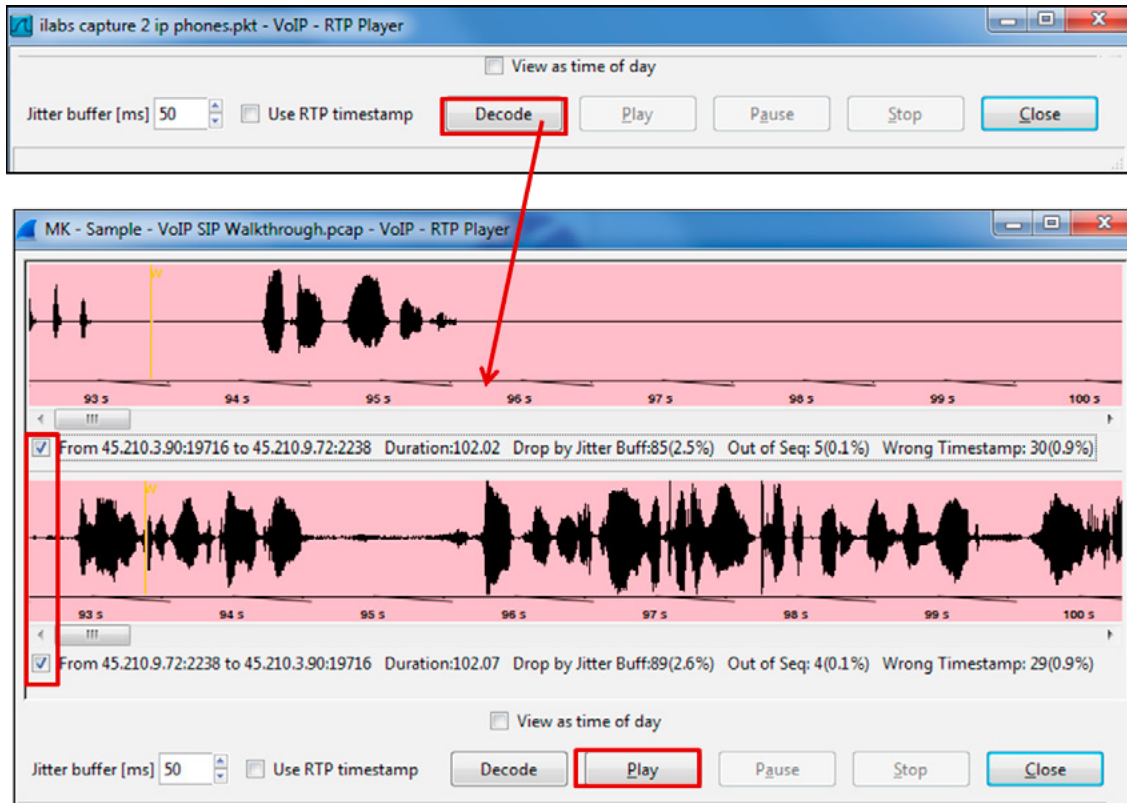 ilabs capture 2 ip phones.pkt - VoIP - RTP Player
View as time of day
Jitter buffer [ms] 50 Use RTP timestamp Decode Play Pause Stop Close
MK - Sample - VoIP SIP Walkthrough.pcap - VoIP - RTP Player
W
93 s 94 s 95 s 96 s 97 s 98 s 99 s 100 s
From 45.210.3.90:19716 to 45.210.9.72:2238 Duration:102.02 Drop by Jitter Buff:85(2.5%) Out of Seq: 5(0.1%) Wrong Timestamp: 30(0.9%)
W
93 s 94 s 95 s 96 s 97 s 98 s 99 s 100 s
From 45.210.9.72:2238 to 45.210.3.90:19716 Duration:102.07 Drop by Jitter Buff:89(2.6%) Out of Seq: 4(0.1%) Wrong Timestamp: 29(0.9%)
View as time of day
Jitter buffer [ms] 50 Use RTP timestamp Decode Play Pause Stop Close